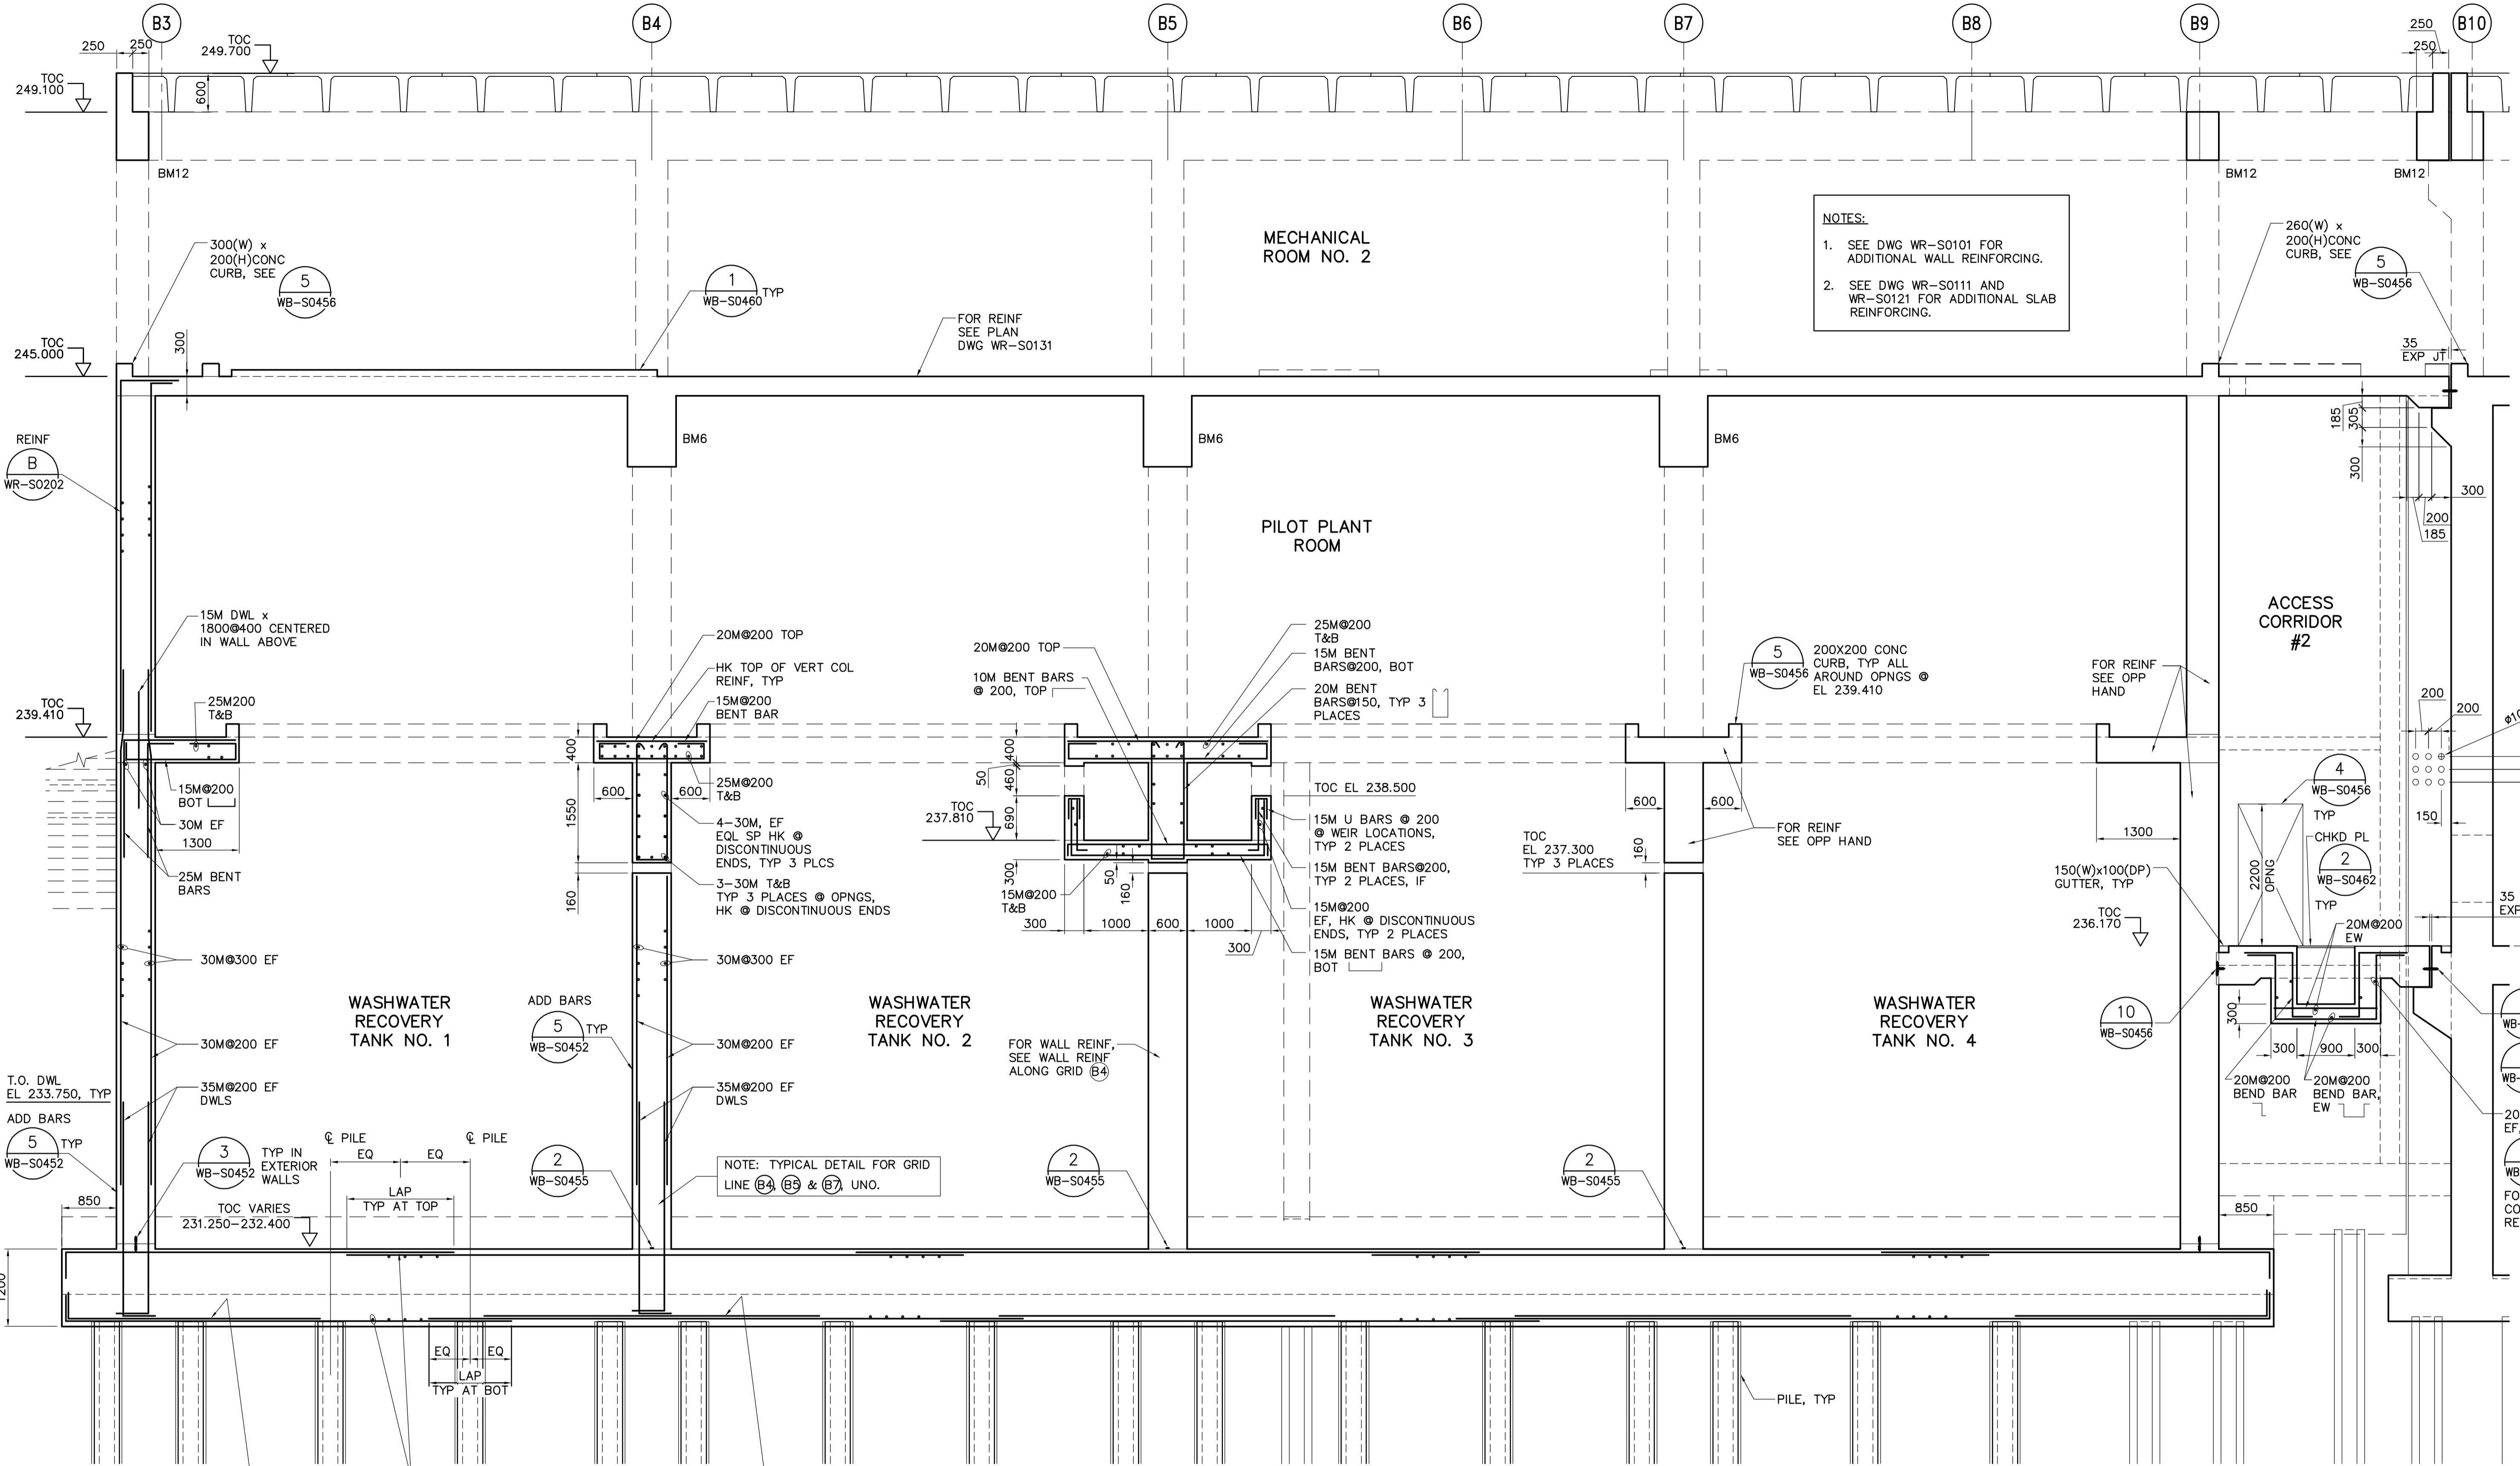 B3
B4
B5
B6
B7
B8
B9
B10
250
250
TOC
249.700
TOC
249.100
600
250
250
BM12
BM12
BM12
MECHANICAL
ROOM NO. 2
NOTES:
1. SEE DWG WR-S0101 FOR
ADDITIONAL WALL REINFORCING.
2. SEE DWG WR-S0111 AND
WR-S0121 FOR ADDITIONAL SLAB
REINFORCING.
300(W) x
200(H)CONC
CURB, SEE
5
WB-S0456
1
WB-S0460
TYP
FOR REINF
SEE PLAN
DWG WR-S0131
260(W) x
200(H)CONC
CURB, SEE
5
WB-S0456
35
EXP JT
TOC
245.000
300
BM6
BM6
BM6
185
305
300
300
200
185
REINF
B
WR-S0202
PILOT PLANT
ROOM
ACCESS
CORRIDOR
#2
15M DWL x
1800@400 CENTERED
IN WALL ABOVE
TOC
239.410
25M200
T&B
15M@200
BOT
30M EF
1300
25M BENT
BARS
20M@200 TOP
HK TOP OF VERT COL
REINF, TYP
15M@200
BENT BAR
400
1550
160
600
600
25M@200
T&B
4-30M, EF
EQL SP HK @
DISCONTINUOUS
ENDS, TYP 3 PLCS
3-30M T&B
TYP 3 PLACES @ OPNGS,
HK @ DISCONTINUOUS ENDS
20M@200 TOP
10M BENT BARS
@ 200, TOP
400
50
460
690
TOC
237.810
300
50
160
15M@200
T&B
300
1000
600
1000
300
25M@200
T&B
15M BENT
BARS@200, BOT
20M BENT
BARS@150, TYP 3
PLACES
TOC EL 238.500
15M U BARS @ 200
@ WEIR LOCATIONS,
TYP 2 PLACES
15M BENT BARS@200,
TYP 2 PLACES, IF
15M@200
EF, HK @ DISCONTINUOUS
ENDS, TYP 2 PLACES
15M BENT BARS @ 200,
BOT
5
WB-S0456
200X200 CONC
CURB, TYP ALL
AROUND OPNGS @
EL 239.410
600
600
TOC
EL 237.300
TYP 3 PLACES
160
FOR REINF
SEE OPP HAND
FOR REINF
SEE OPP
HAND
1300
200
200
150
4
WB-S0456
TYP
CHKD PL
2
WB-S0462
TYP
2200
OPNG
150(W)x100(DP)
GUTTER, TYP
TOC
236.170
20M@200
EW
35
EXP
10
WB-S0456
300
300
900
300
20M@200
BEND BAR
20M@200
BEND BAR,
EW
30M@300 EF
30M@300 EF
WASHWATER
RECOVERY
TANK NO. 1
WASHWATER
RECOVERY
TANK NO. 2
WASHWATER
RECOVERY
TANK NO. 3
WASHWATER
RECOVERY
TANK NO. 4
30M@200 EF
ADD BARS
5
WB-S0452
TYP
30M@200 EF
FOR WALL REINF,
SEE WALL REINF
ALONG GRID B4
T.O. DWL
EL 233.750, TYP
35M@200 EF
DWLS
35M@200 EF
DWLS
ADD BARS
5
WB-S0452
TYP
3
WB-S0452
TYP IN
EXTERIOR
WALLS
℄ PILE
℄ PILE
EQ
EQ
LAP
TYP AT TOP
2
WB-S0455
NOTE: TYPICAL DETAIL FOR GRID
LINE B4, B5 & B7, UNO.
2
WB-S0455
2
WB-S0455
850
TOC VARIES
231.250-232.400
850
1200
EQ
EQ
LAP
TYP AT BOT
PILE, TYP
WB-
WB-
20
EF,
WB
FO
CO
RE